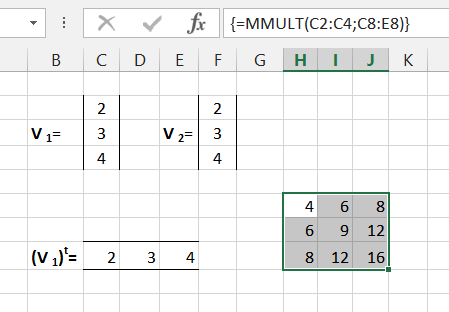 fx {=MMULT(C2:C4;C8:E8)}
B C D E F G H I J K
2 2
V 1= 3 V 2= 3
4 4
4 6 8
6 9 12
(V 1)t= 2 3 4 8 12 16